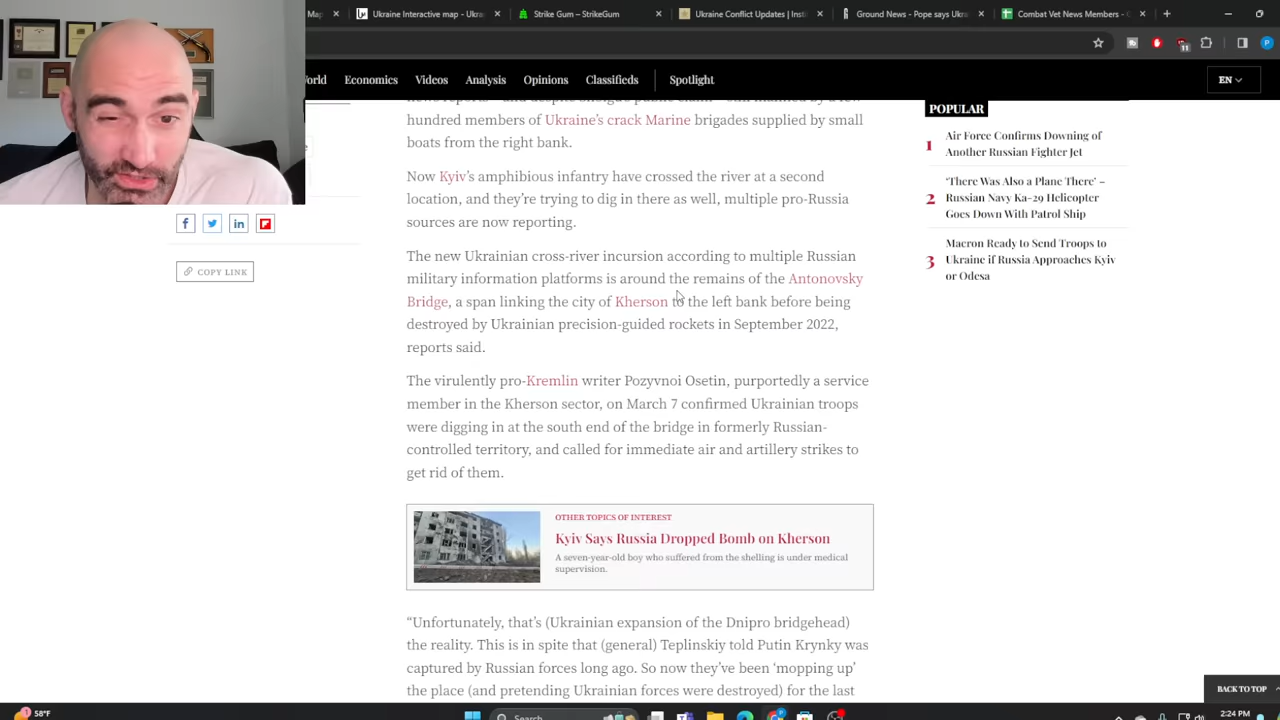 Map
Ukraine Interactive map - Ukra
Strike Gum – StrikeGum
Ukraine Conflict Updates | Inst
Ground News - Pope says Ukra
Combat Vet News Members -
11
P
World Economics Videos Analysis Opinions Classifieds Spotlight
EN
hundred members of Ukraine's crack Marine brigades supplied by small
boats from the right bank.
Now Kyiv's amphibious infantry have crossed the river at a second
location, and they're trying to dig in there as well, multiple pro-Russia
sources are now reporting.
The new Ukrainian cross-river incursion according to multiple Russian
military information platforms is around the remains of the Antonovsky
Bridge, a span linking the city of Kherson to the left bank before being
destroyed by Ukrainian precision-guided rockets in September 2022,
reports said.
The virulently pro-Kremlin writer Pozyvnoi Osetin, purportedly a service
member in the Kherson sector, on March 7 confirmed Ukrainian troops
were digging in at the south end of the bridge in formerly Russian-
controlled territory, and called for immediate air and artillery strikes to
get rid of them.
OTHER TOPICS OF INTEREST
Kyiv Says Russia Dropped Bomb on Kherson
A seven-year-old boy who suffered from the shelling is under medical
supervision.
“Unfortunately, that's (Ukrainian expansion of the Dnipro bridgehead)
the reality. This is in spite that (general) Teplinskiy told Putin Krynky was
captured by Russian forces long ago. So now they've been ‘mopping up’
the place (and pretending Ukrainian forces were destroyed) for the last
COPY LINK
POPULAR
1
Air Force Confirms Downing of
Another Russian Fighter Jet
2
‘There Was Also a Plane There’ –
Russian Navy Ka-29 Helicopter
Goes Down With Patrol Ship
3
Macron Ready to Send Troops to
Ukraine if Russia Approaches Kyiv
or Odesa
BACK TO TOP
1
58°F
Search
2:24 PM